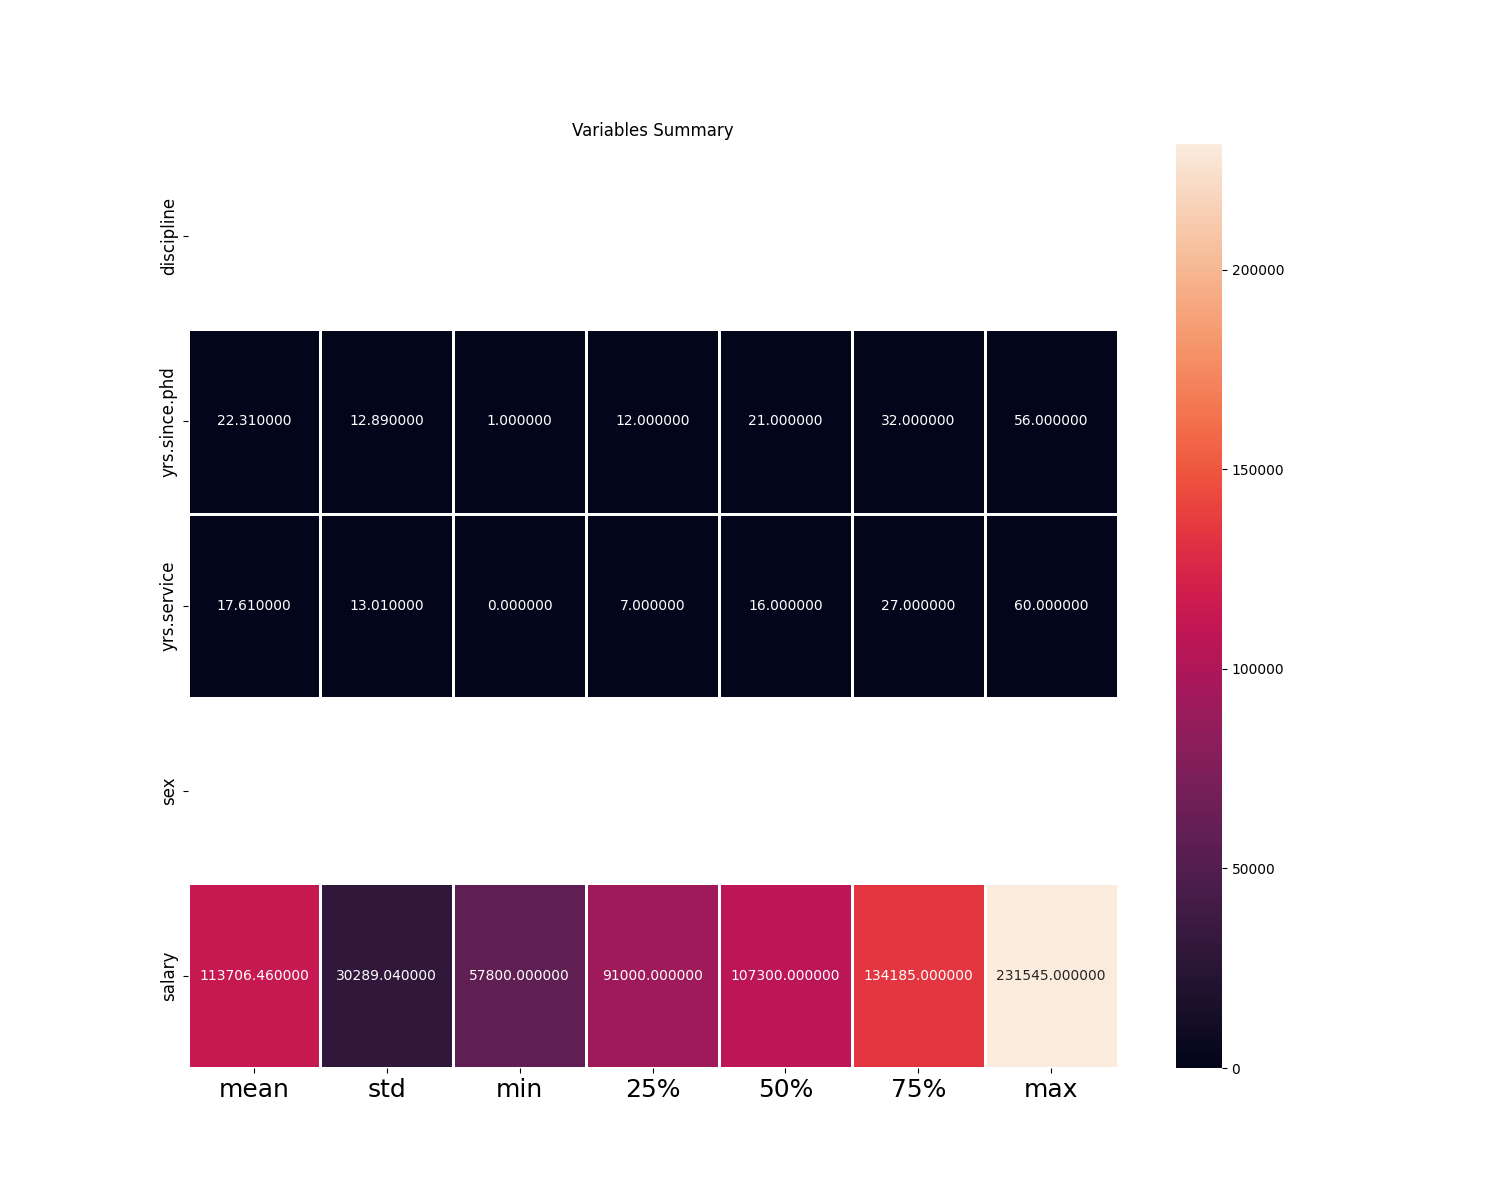 Variables Summary
discipline
yrs.since.phd
22.310000 12.890000 1.000000 12.000000 21.000000 32.000000 56.000000
yrs.service
17.610000 13.010000 0.000000 7.000000 16.000000 27.000000 60.000000
sex
salary
113706.460000 30289.040000 57800.000000 91000.000000 107300.000000 134185.000000 231545.000000
mean std min 25% 50% 75% max
200000
150000
100000
50000
0